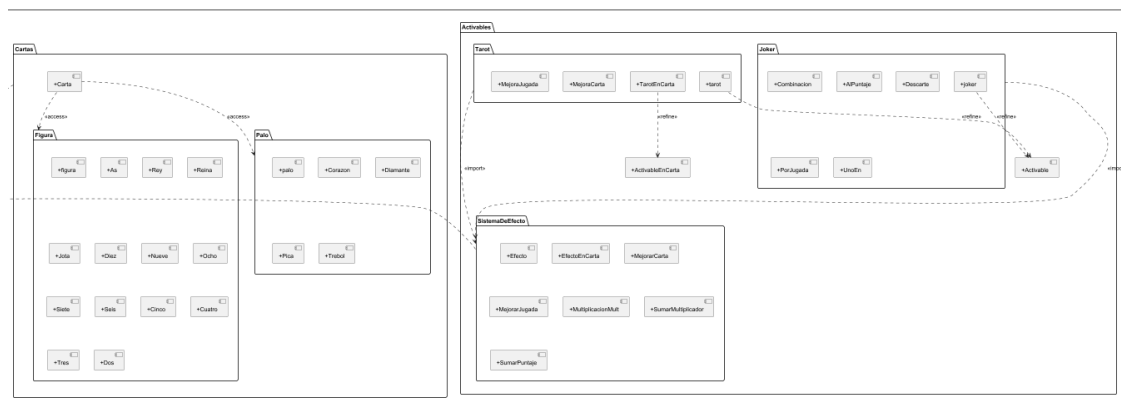 Activables
Cartas
Tarot
Joker
+Carta
+MejoraJugada
+MejoraCarta
+TarotEnCarta
+tarot
+Combinacion
+AlPuntaje
+Descarte
+joker
«access»
«access»
«refine»
«refine»
«refine»
Figura
Palo
+figura
+As
+Rey
+Reina
+palo
+Corazon
+Diamante
«import»
+ActivableEnCarta
+PorJugada
+UnoEn
+Activable
SistemaDeEfecto
+Jota
+Diez
+Nueve
+Ocho
+Pica
+Trebol
+Efecto
+EfectoEnCarta
+MejorarCarta
+Siete
+Seis
+Cinco
+Cuatro
+MejorarJugada
+MultiplicacionMult
+SumarMultiplicador
+Tres
+Dos
+SumarPuntaje